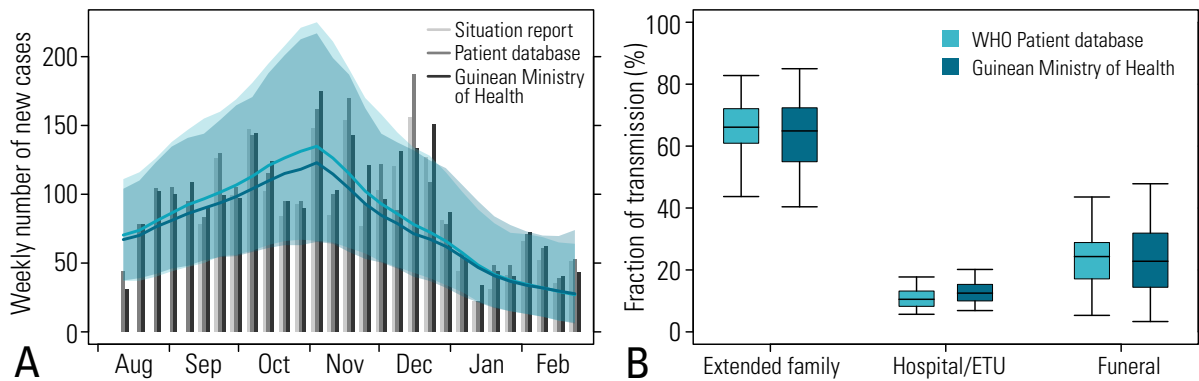 Weekly number of new cases
200
150
100
50
0
Situation report
Patient database
Guinean Ministry
of Health
Aug Sep Oct Nov Dec Jan Feb
A
Fraction of transmission (%)
100
80
60
40
20
0
WHO Patient database
Guinean Ministry of Health
Extended family Hospital/ETU Funeral
B